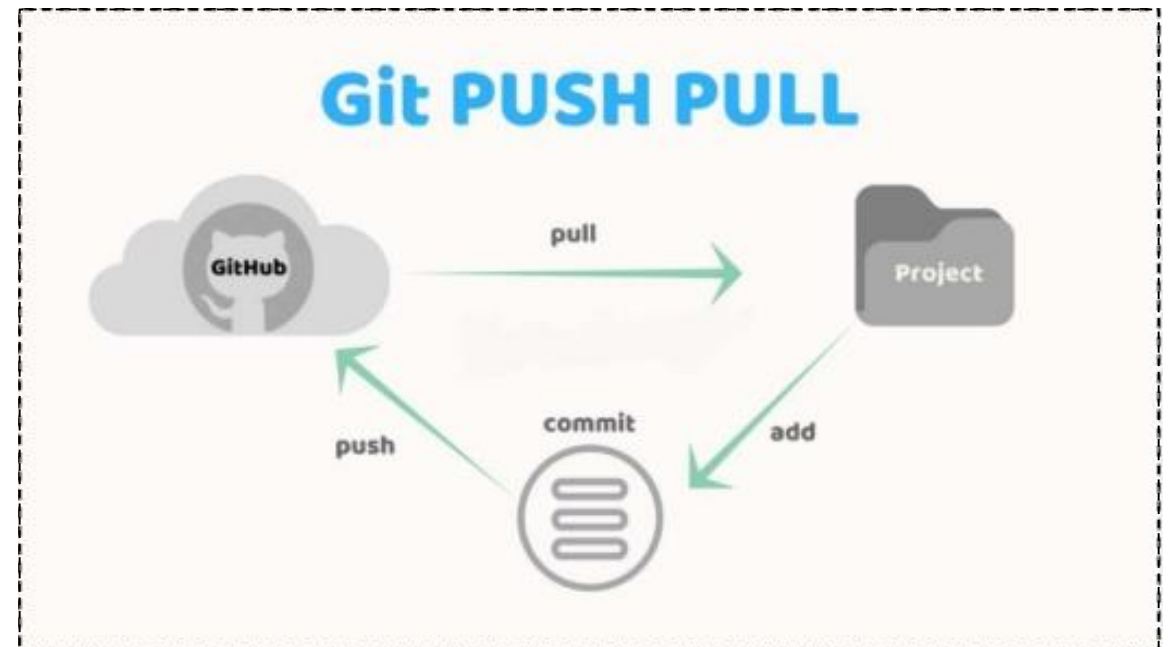 Git PUSH PULL
pull
GitHub
Project
commit
add
push